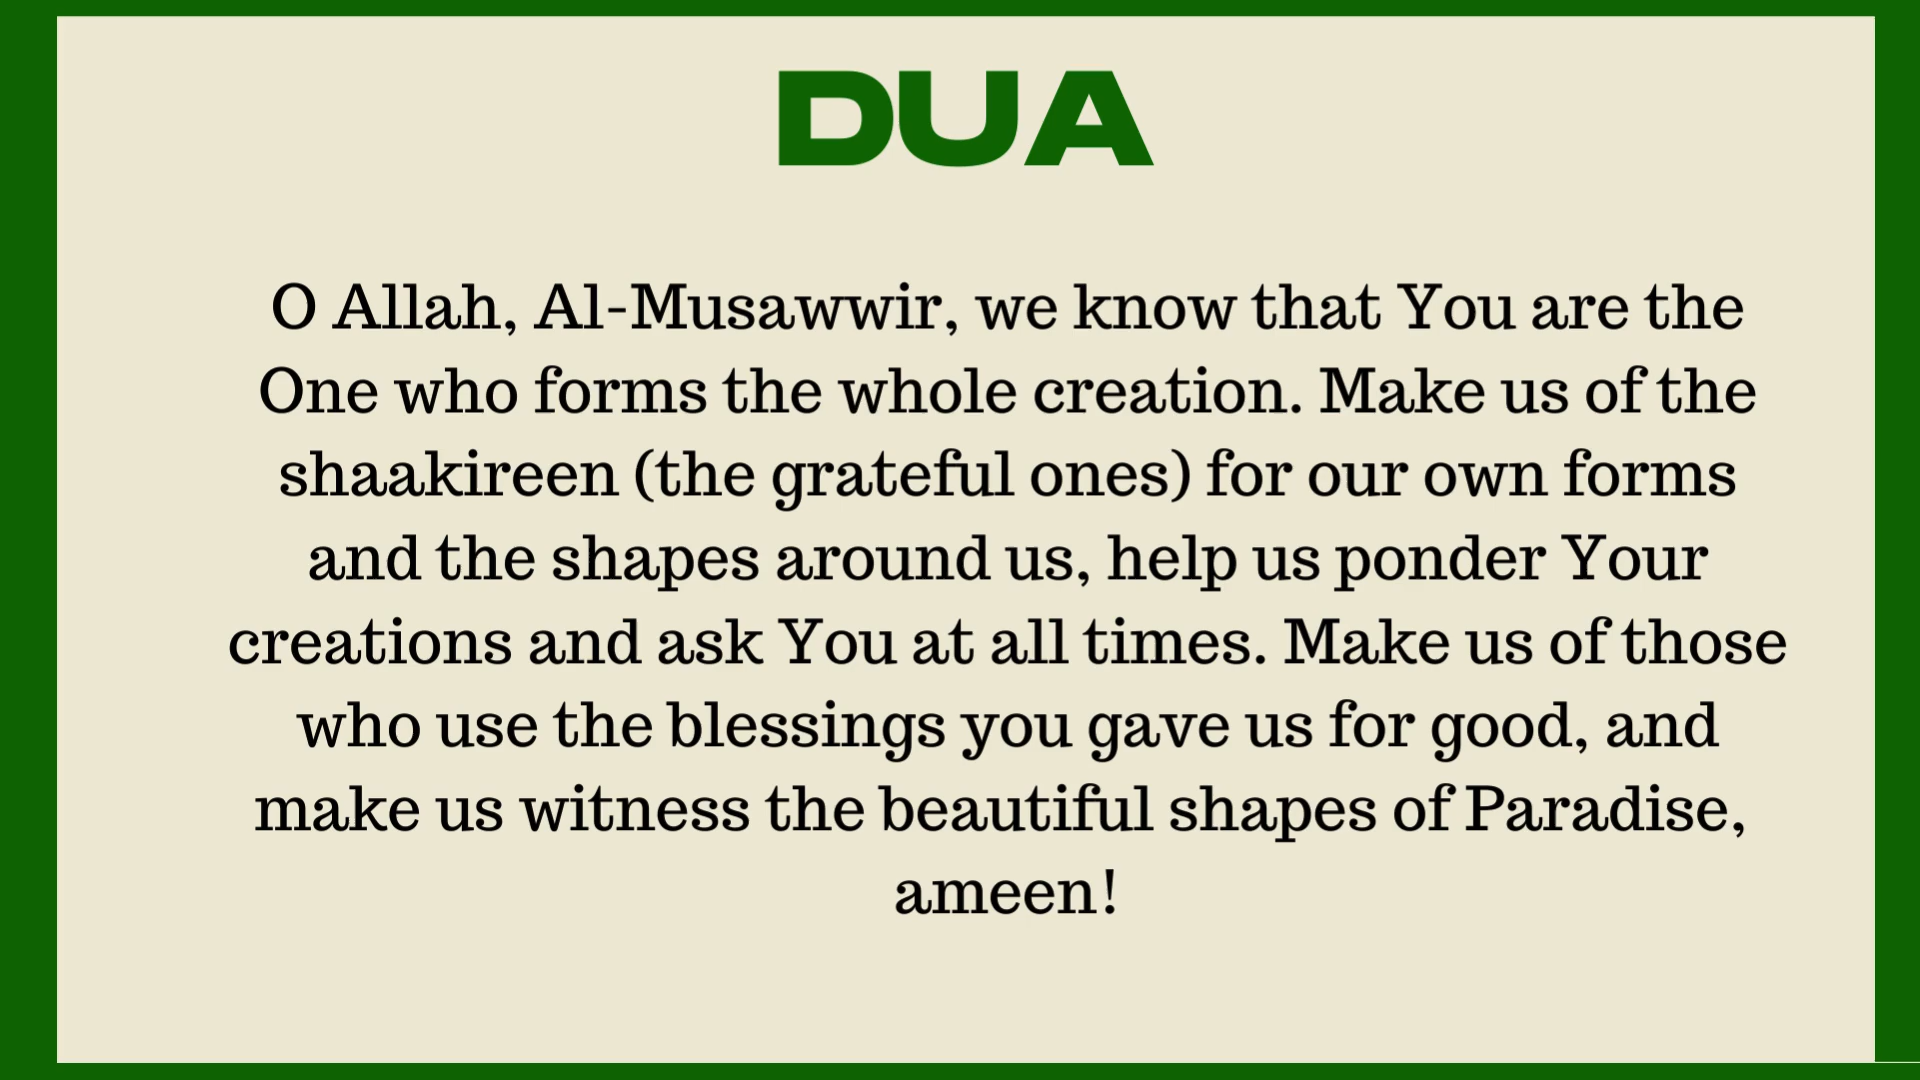 DUA
O Allah, Al-Musawwir, we know that You are the
One who forms the whole creation. Make us of the
shaakireen (the grateful ones) for our own forms
and the shapes around us, help us ponder Your
creations and ask You at all times. Make us of those
who use the blessings you gave us for good, and
make us witness the beautiful shapes of Paradise,
ameen!